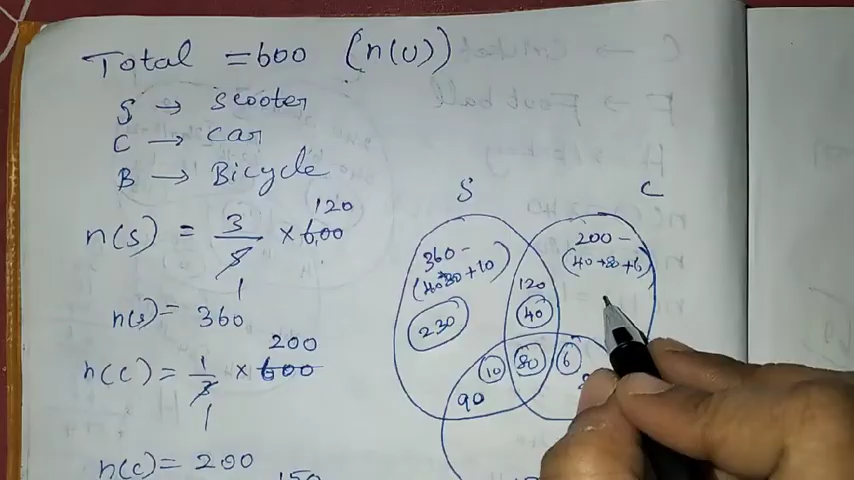 Total = 600 (n(U))
S → Scooter
C → Car
B → Bicycle
n(S) = 3/5 × 600 120
1
n(s) = 360
n(C) = 1/3 × 600 200
1
n(C) = 200
150
S C
360 -
(40+80+10)
230
200 -
(40+80+6)
120
40
10 80 6
90